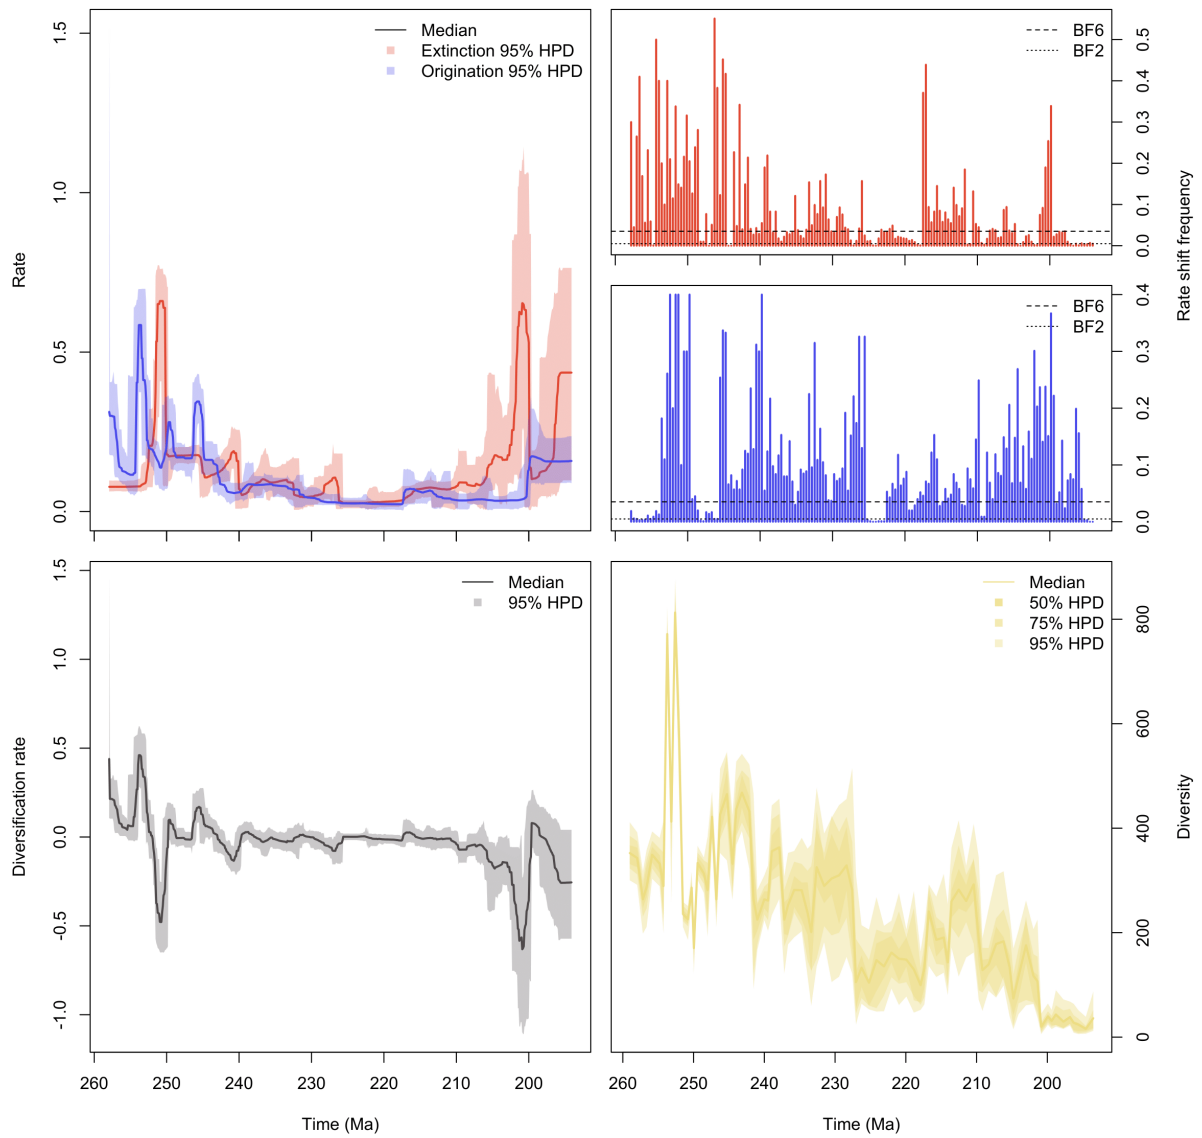 Rate
0.0
0.5
1.0
1.5
Median
Extinction 95% HPD
Origination 95% HPD
BF6
BF2
0.0
0.1
0.2
0.3
0.4
0.5
Rate shift frequency
BF6
BF2
0.0
0.1
0.2
0.3
0.4
Diversification rate
-1.0
-0.5
0.0
0.5
1.0
1.5
Median
95% HPD
260 250 240 230 220 210 200
Time (Ma)
Median
50% HPD
75% HPD
95% HPD
0
200
400
600
800
Diversity
260 250 240 230 220 210 200
Time (Ma)